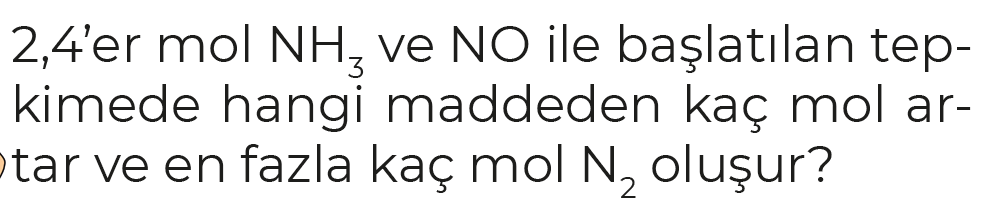 2,4’er mol NH₃ ve NO ile başlatılan tep-
kimede hangi maddeden kaç mol ar-
tar ve en fazla kaç mol N₂ oluşur?